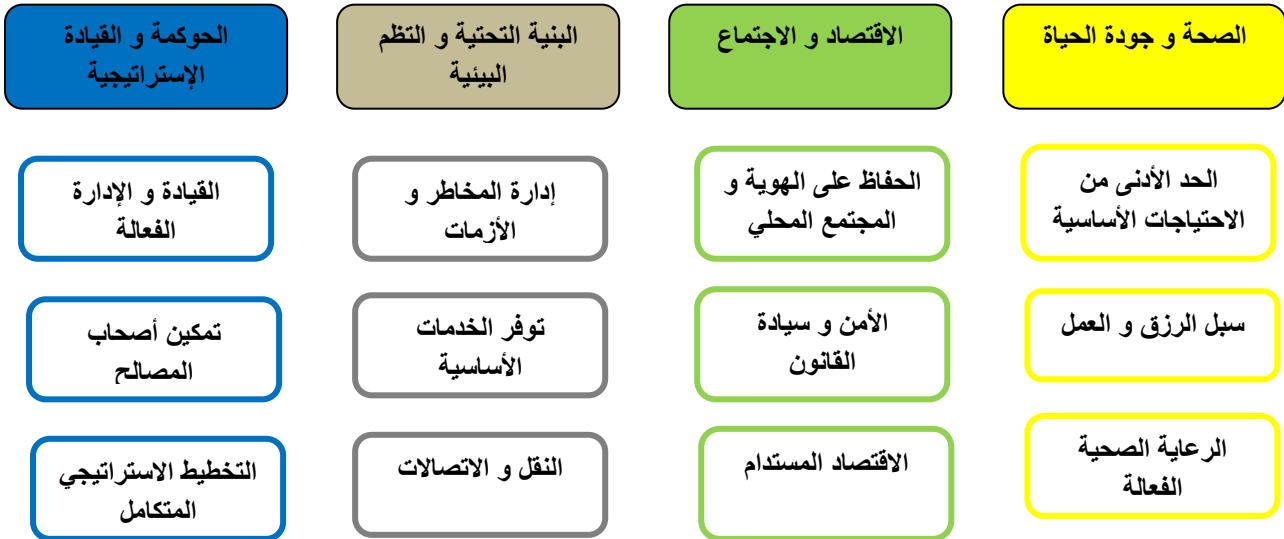 الصحة و جودة الحياة
الاقتصاد و الاجتماع
البنية التحتية و التظم
البيئية
الحوكمة و القيادة
الإستراتيجية
الحد الأدنى من
الاحتياجات الأساسية
الحفاظ على الهوية و
المجتمع المحلي
إدارة المخاطر و
الأزمات
القيادة و الإدارة
الفعالة
سبل الرزق و العمل
الأمن و سيادة
القانون
توفر الخدمات
الأساسية
تمكين أصحاب
المصالح
الرعاية الصحية
الفعالة
الاقتصاد المستدام
النقل و الاتصالات
التخطيط الاستراتيجي
المتكامل